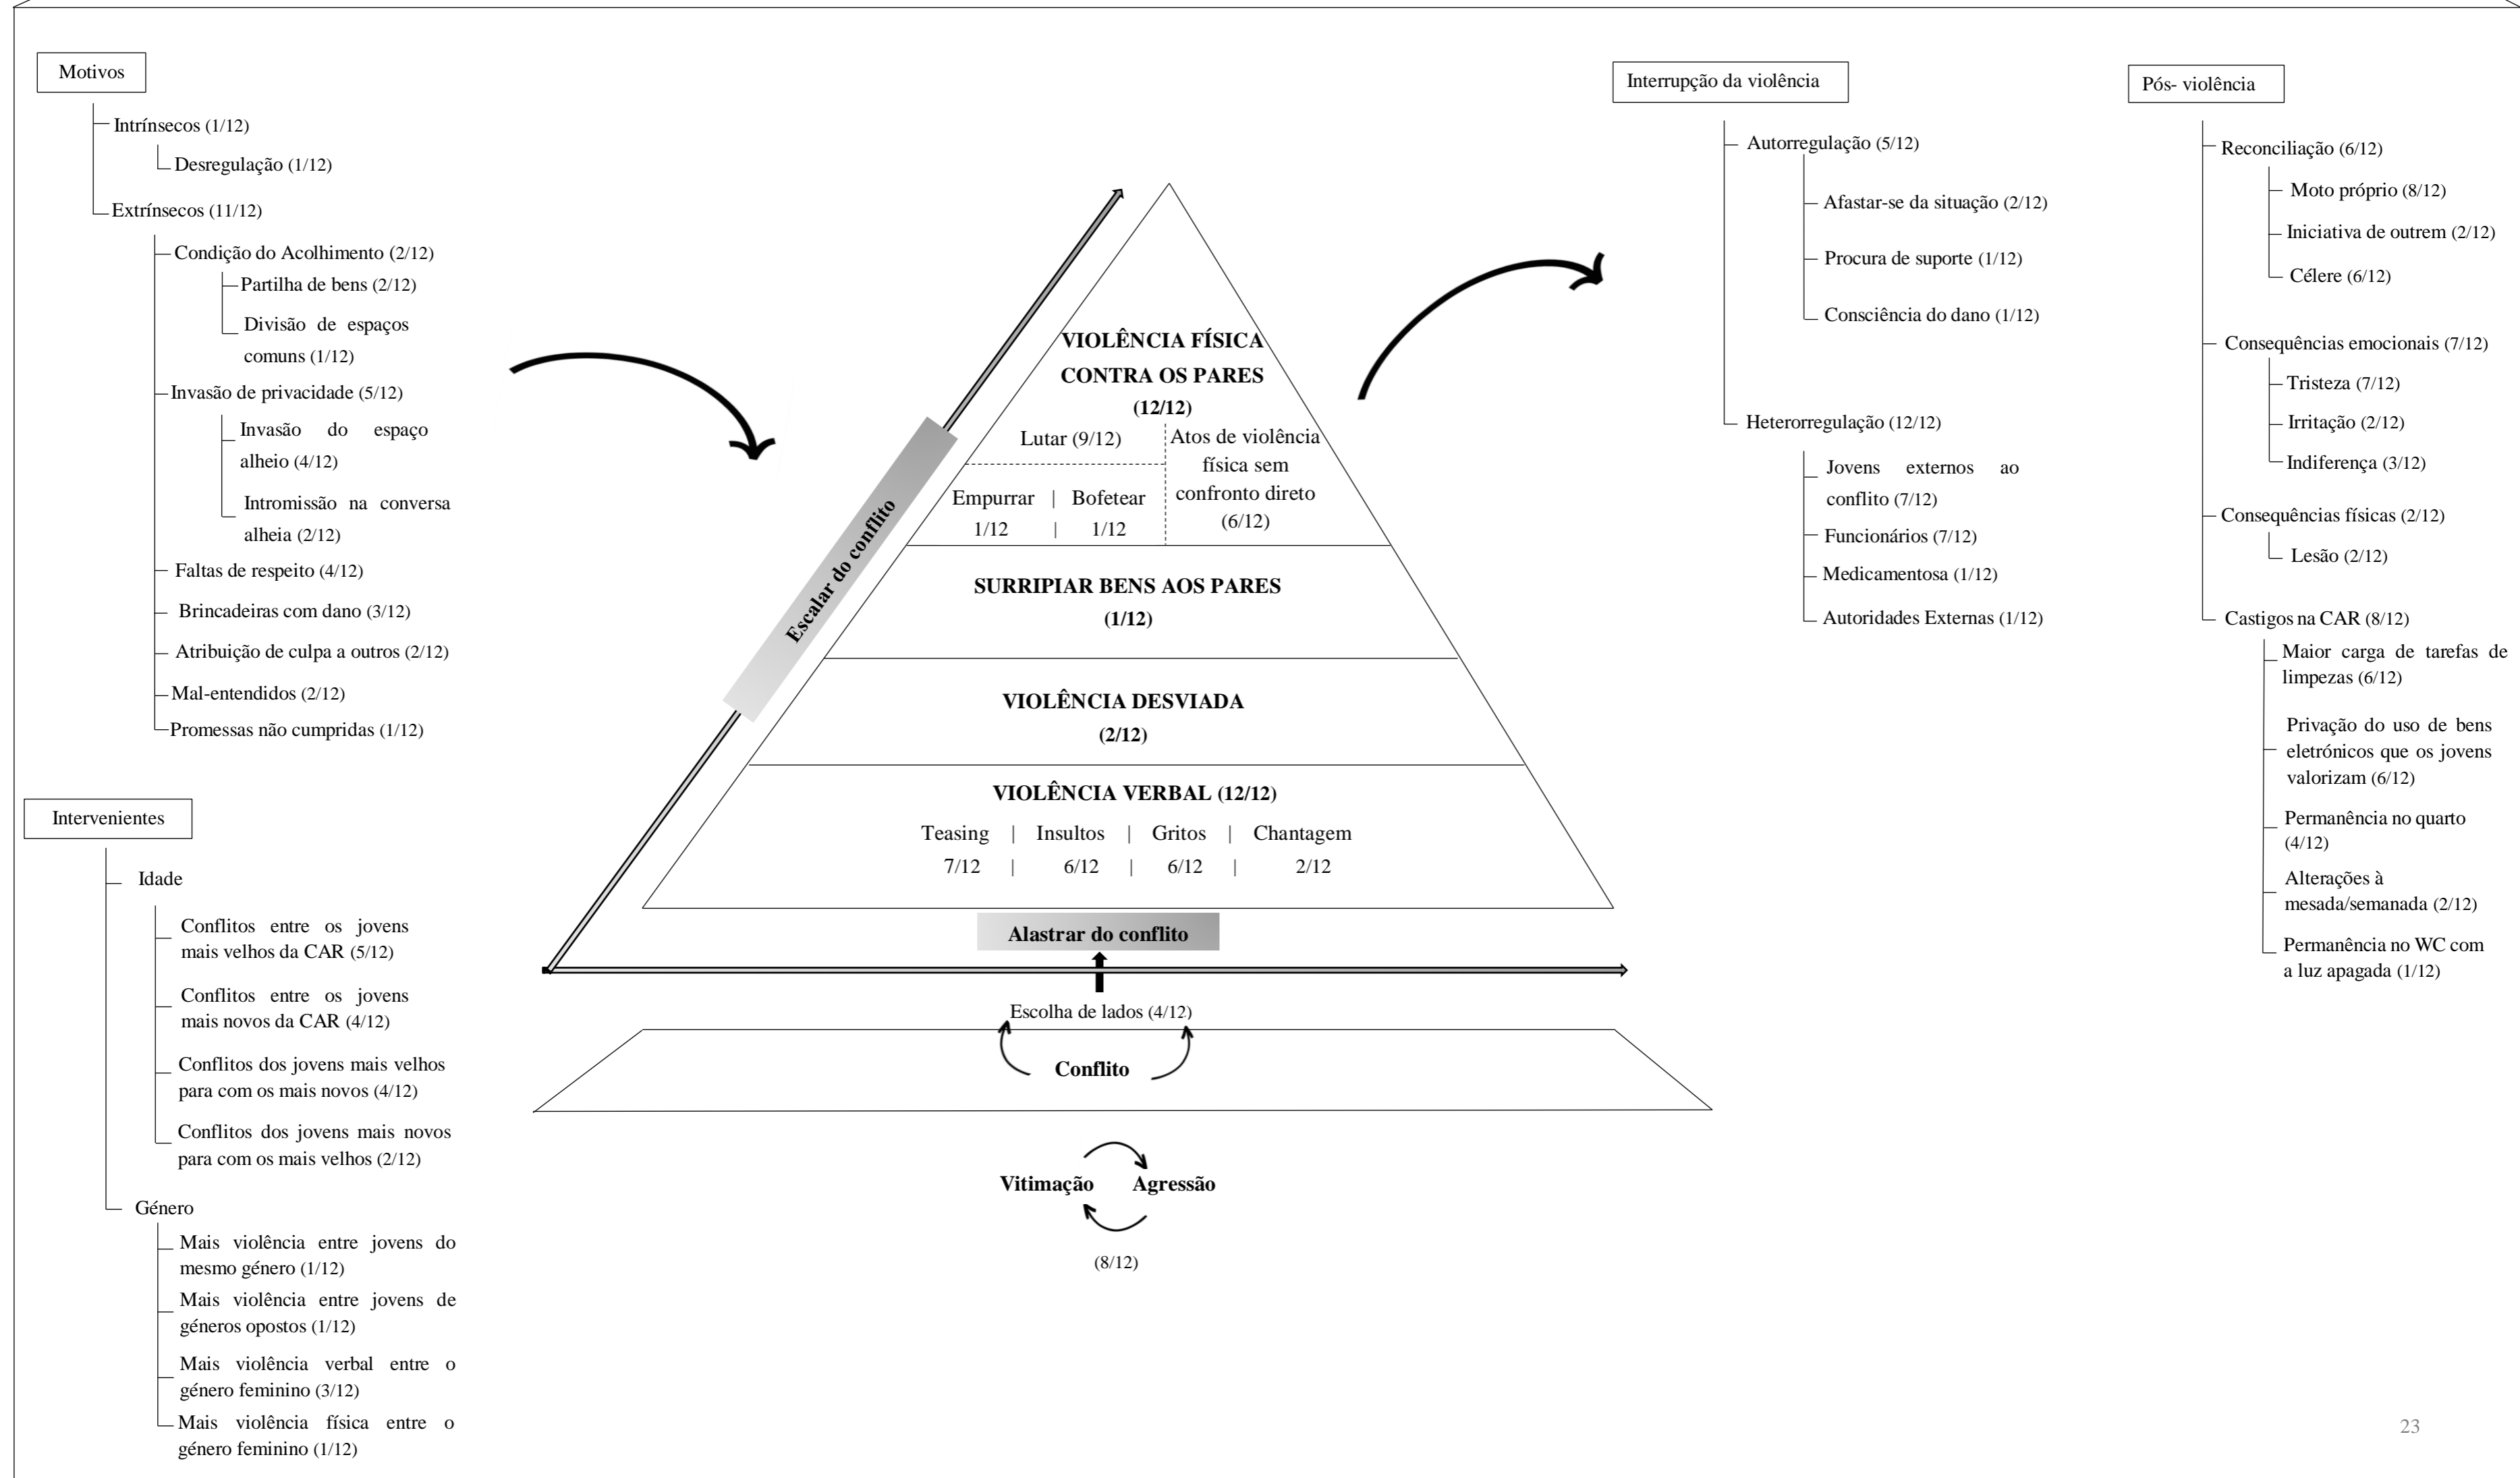 Motivos
Intrínsecos (1/12)
Desregulação (1/12)
Extrínsecos (11/12)
Condição do Acolhimento (2/12)
Partilha de bens (2/12)
Divisão de espaços
comuns (1/12)
Invasão de privacidade (5/12)
Invasão do espaço
alheio (4/12)
Intromissão na conversa
alheia (2/12)
Faltas de respeito (4/12)
Brincadeiras com dano (3/12)
Atribuição de culpa a outros (2/12)
Mal-entendidos (2/12)
Promessas não cumpridas (1/12)
Intervenientes
Idade
Conflitos entre os jovens
mais velhos da CAR (5/12)
Conflitos entre os jovens
mais novos da CAR (4/12)
Conflitos dos jovens mais velhos
para com os mais novos (4/12)
Conflitos dos jovens mais novos
para com os mais velhos (2/12)
Género
Mais violência entre jovens do
mesmo género (1/12)
Mais violência entre jovens de
géneros opostos (1/12)
Mais violência verbal entre o
género feminino (3/12)
Mais violência física entre o
género feminino (1/12)
Escalar do conflito
VIOLÊNCIA FÍSICA
CONTRA OS PARES
(12/12)
Lutar (9/12)
Empurrar | Bofetear
1/12 | 1/12
Atos de violência
física sem
confronto direto
(6/12)
SURRIPIAR BENS AOS PARES
(1/12)
VIOLÊNCIA DESVIADA
(2/12)
VIOLÊNCIA VERBAL (12/12)
Teasing | Insultos | Gritos | Chantagem
7/12 | 6/12 | 6/12 | 2/12
Alastrar do conflito
Escolha de lados (4/12)
Conflito
Vitimação Agressão
(8/12)
Interrupção da violência
Autorregulação (5/12)
Afastar-se da situação (2/12)
Procura de suporte (1/12)
Consciência do dano (1/12)
Heterorregulação (12/12)
Jovens externos ao
conflito (7/12)
Funcionários (7/12)
Medicamentosa (1/12)
Autoridades Externas (1/12)
Pós- violência
Reconciliação (6/12)
Moto próprio (8/12)
Iniciativa de outrem (2/12)
Célere (6/12)
Consequências emocionais (7/12)
Tristeza (7/12)
Irritação (2/12)
Indiferença (3/12)
Consequências físicas (2/12)
Lesão (2/12)
Castigos na CAR (8/12)
Maior carga de tarefas de
limpezas (6/12)
Privação do uso de bens
eletrónicos que os jovens
valorizam (6/12)
Permanência no quarto
(4/12)
Alterações à
mesada/semanada (2/12)
Permanência no WC com
a luz apagada (1/12)
23